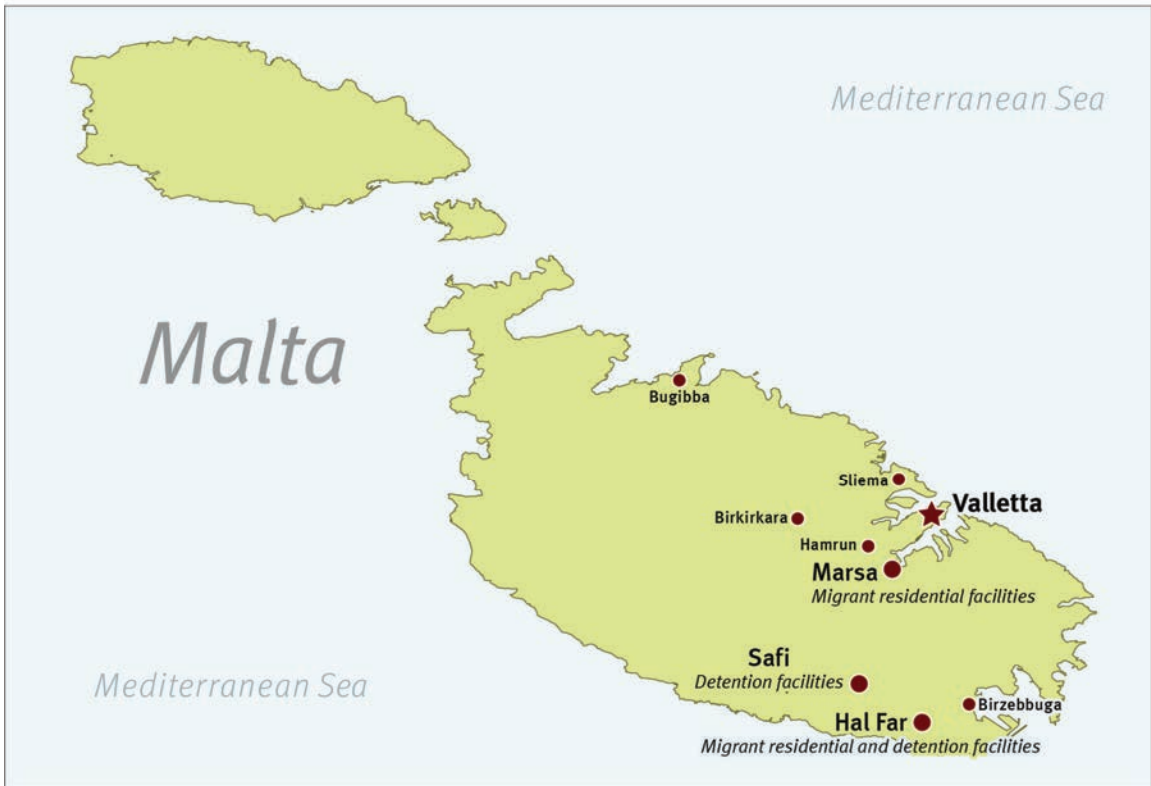 Mediterranean Sea
Malta
Bugibba
Sliema
Valletta
Birkirkara
Hamrun
Marsa
Migrant residential facilities
Safi
Detention facilities
Mediterranean Sea
Birzebbuga
Hal Far
Migrant residential and detention facilities